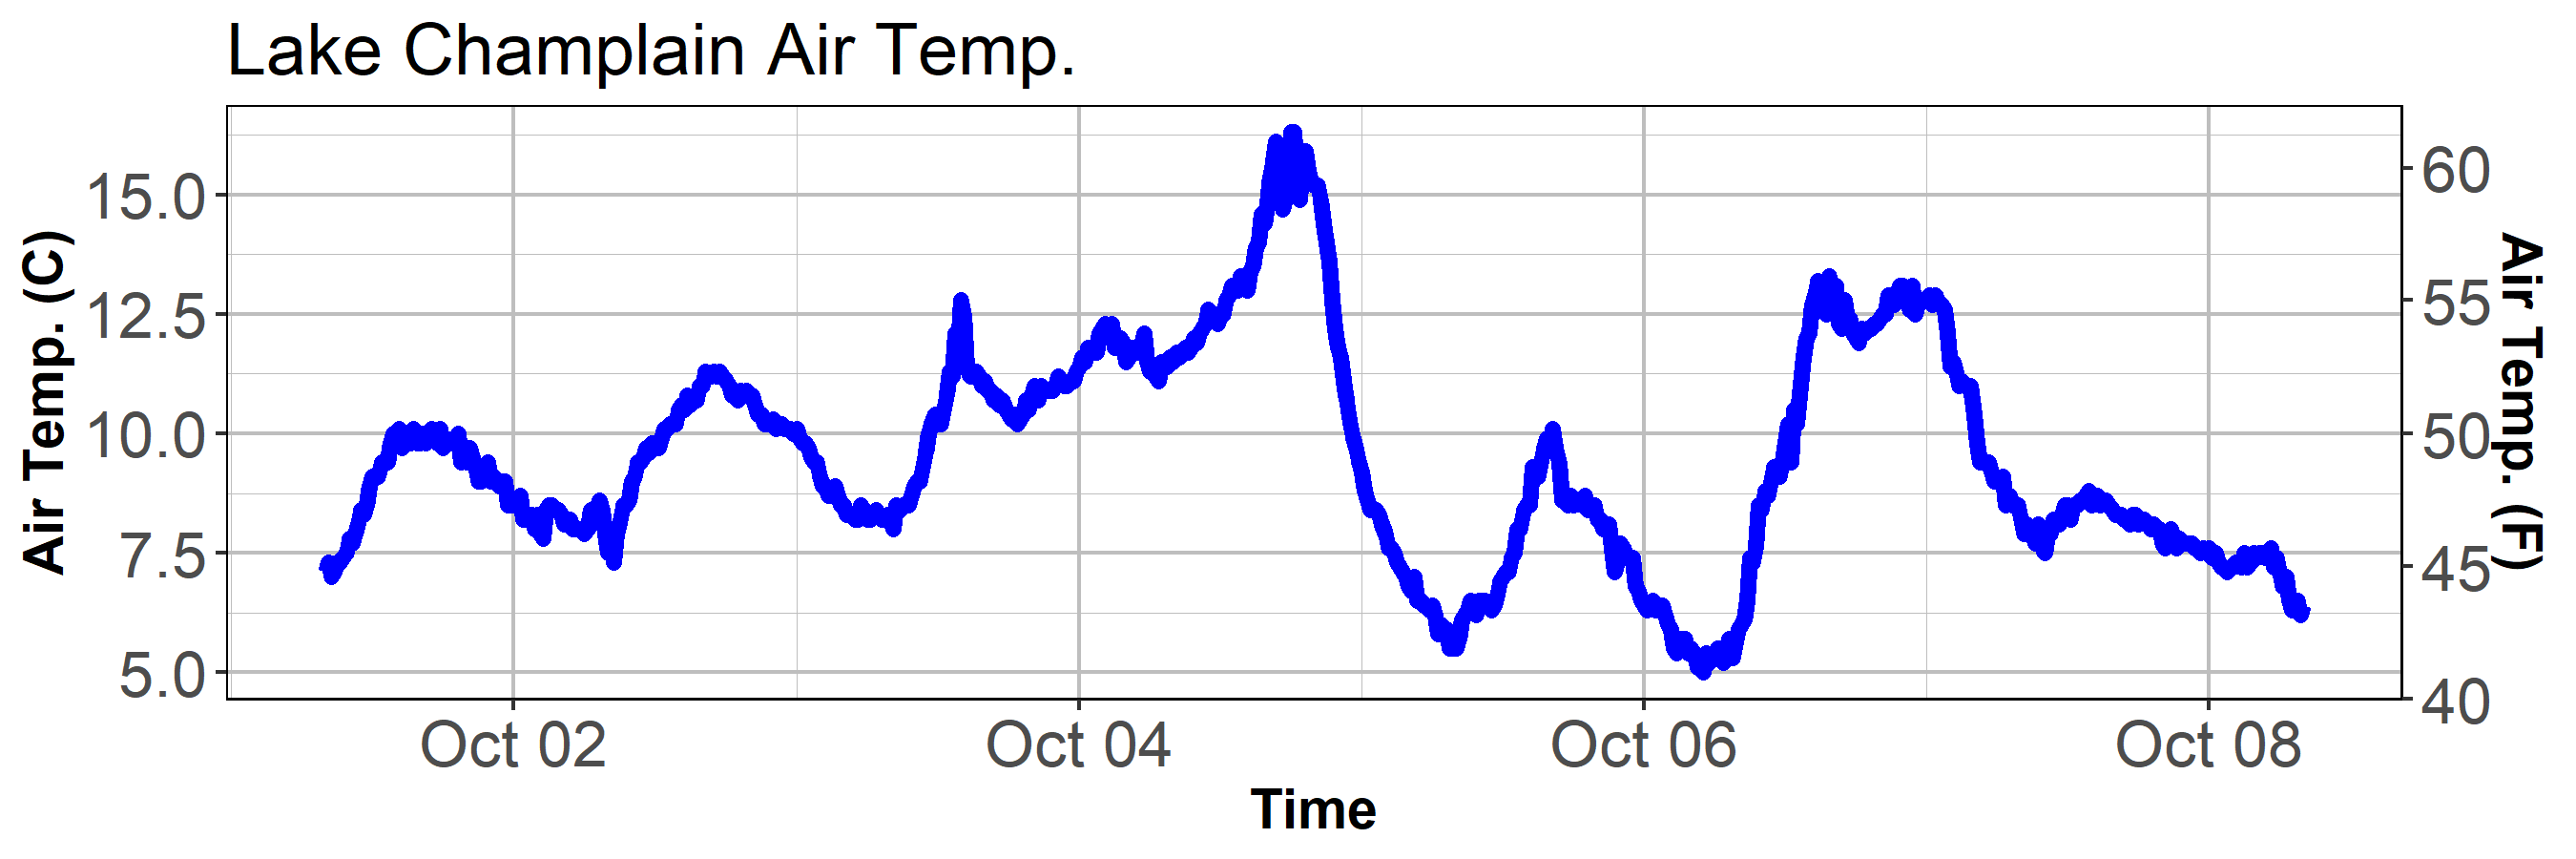 Lake Champlain Air Temp.
Air Temp. (C)
15.0
12.5
10.0
7.5
5.0
60
55
50
45
40
Air Temp. (F)
Oct 02 Oct 04 Oct 06 Oct 08
Time